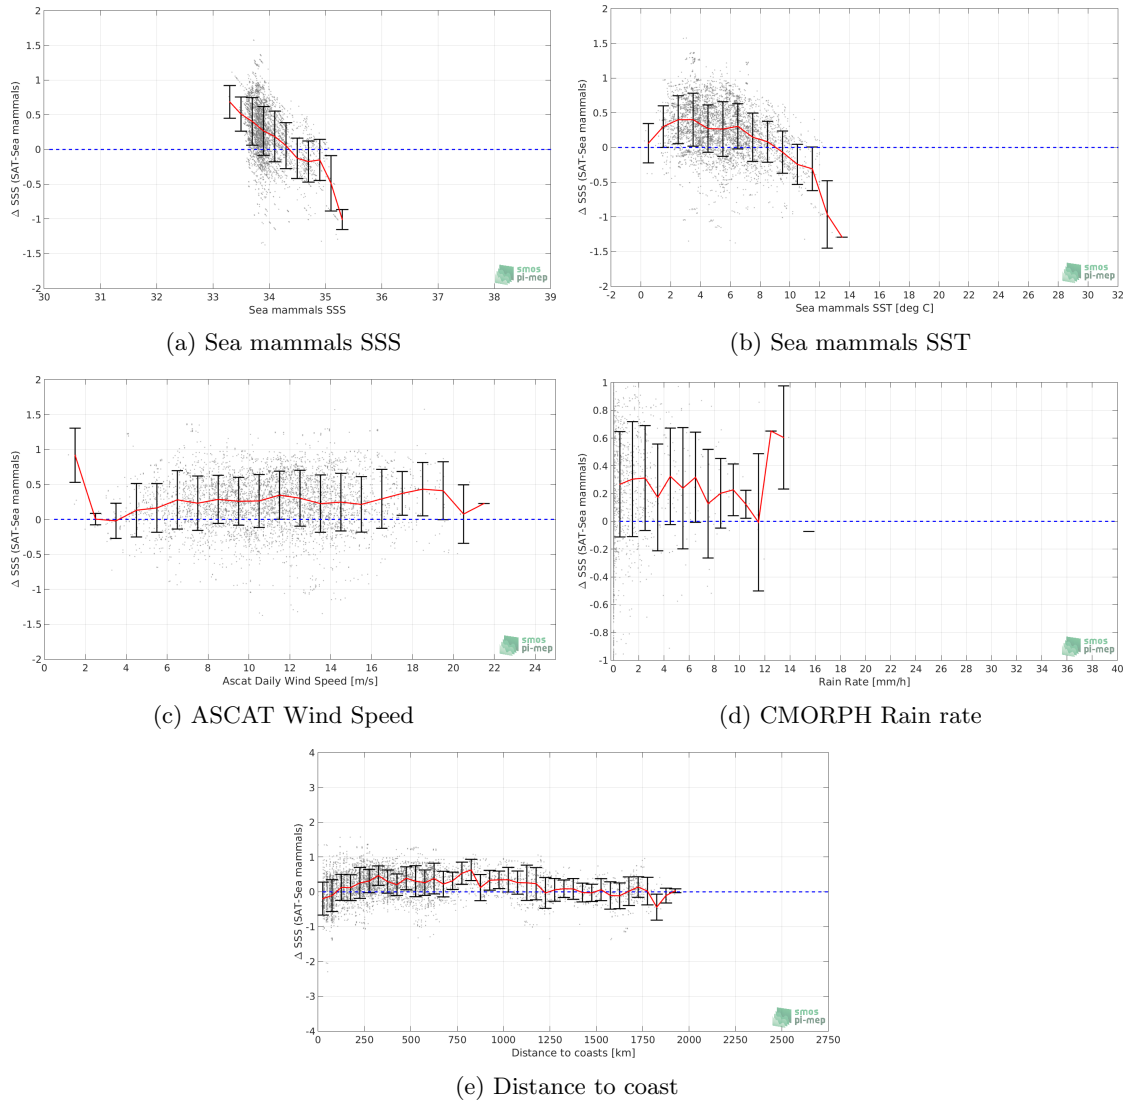 2
1.5
1
0.5
0
-0.5
-1
-1.5
-2
30 31 32 33 34 35 36 37 38 39
Δ SSS (SAT-Sea mammals)
Sea mammals SSS
smos
pi-mep
(a) Sea mammals SSS
2
1.5
1
0.5
0
-0.5
-1
-1.5
-2
-2 0 2 4 6 8 10 12 14 16 18 20 22 24 26 28 30 32
Δ SSS (SAT-Sea mammals)
Sea mammals SST [deg C]
smos
pi-mep
(b) Sea mammals SST
2
1.5
1
0.5
0
-0.5
-1
-1.5
-2
0 2 4 6 8 10 12 14 16 18 20 22 24
Δ SSS (SAT-Sea mammals)
Ascat Daily Wind Speed [m/s]
smos
pi-mep
(c) ASCAT Wind Speed
1
0.8
0.6
0.4
0.2
0
-0.2
-0.4
-0.6
-0.8
-1
0 2 4 6 8 10 12 14 16 18 20 22 24 26 28 30 32 34 36 38 40
Δ SSS (SAT-Sea mammals)
Rain Rate [mm/h]
smos
pi-mep
(d) CMORPH Rain rate
4
3
2
1
0
-1
-2
-3
-4
0 250 500 750 1000 1250 1500 1750 2000 2250 2500 2750
Δ SSS (SAT-Sea mammals)
Distance to coasts [km]
smos
pi-mep
(e) Distance to coast